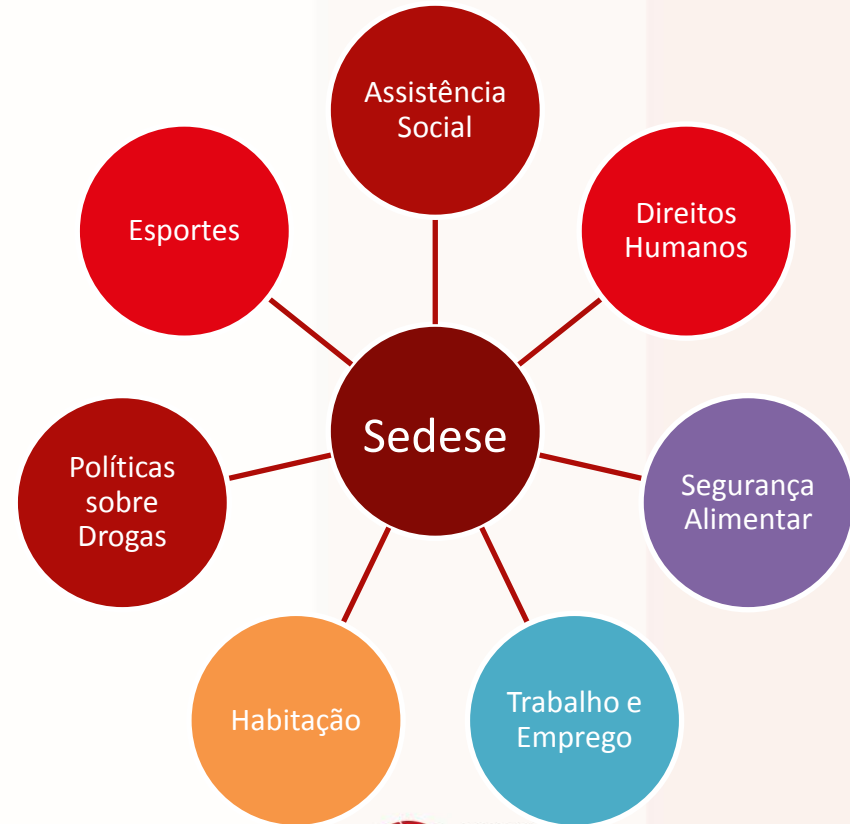 Assistência
Social
Esportes
Direitos
Humanos
Sedese
Políticas
sobre
Drogas
Segurança
Alimentar
Habitação
Trabalho e
Emprego